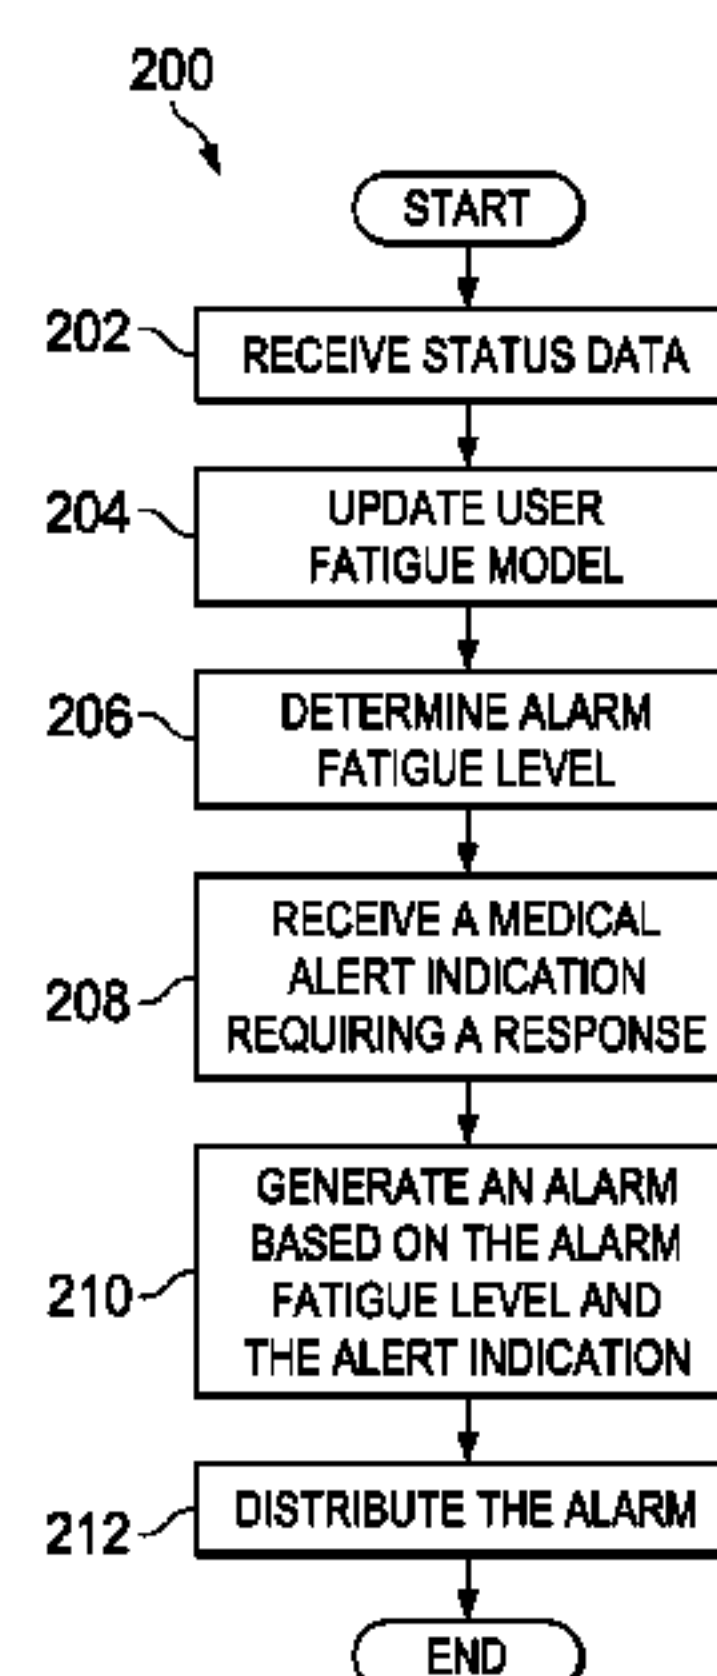 200
START
202
RECEIVE STATUS DATA
204
UPDATE USER
FATIGUE MODEL
206
DETERMINE ALARM
FATIGUE LEVEL
208
RECEIVE A MEDICAL
ALERT INDICATION
REQUIRING A RESPONSE
210
GENERATE AN ALARM
BASED ON THE ALARM
FATIGUE LEVEL AND
THE ALERT INDICATION
212
DISTRIBUTE THE ALARM
END